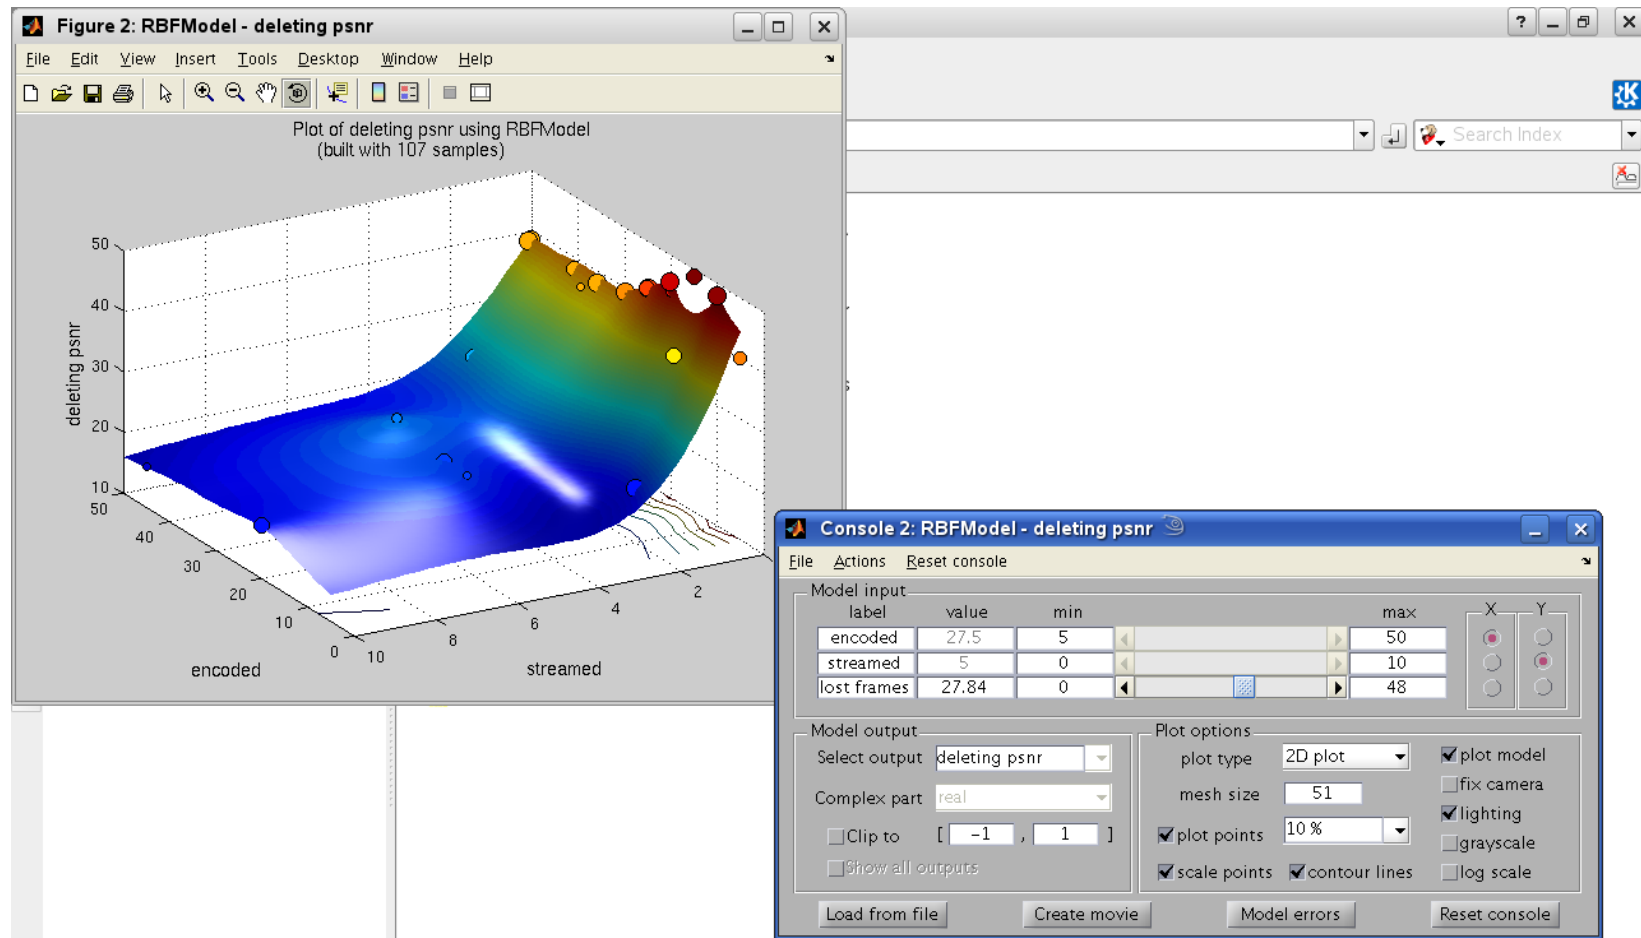 Figure 2: RBFModel - deleting psnr
File Edit View Insert Tools Desktop Window Help
Plot of deleting psnr using RBFModel
(built with 107 samples)
50
40
30
20
10
deleting psnr
50
40
30
20
10
0
encoded
10
8
6
4
2
streamed
?
K
Search Index
s
Console 2: RBFModel - deleting psnr
File Actions Reset console
Model input
label value min max X Y
encoded 27.5 5 50
streamed 5 0 10
lost frames 27.84 0 48
Model output
Select output deleting psnr
Complex part real
Clip to [ -1 , 1 ]
Show all outputs
Plot options
plot type 2D plot plot model
mesh size 51 fix camera
lighting
plot points 10 % grayscale
scale points contour lines log scale
Load from file Create movie Model errors Reset console